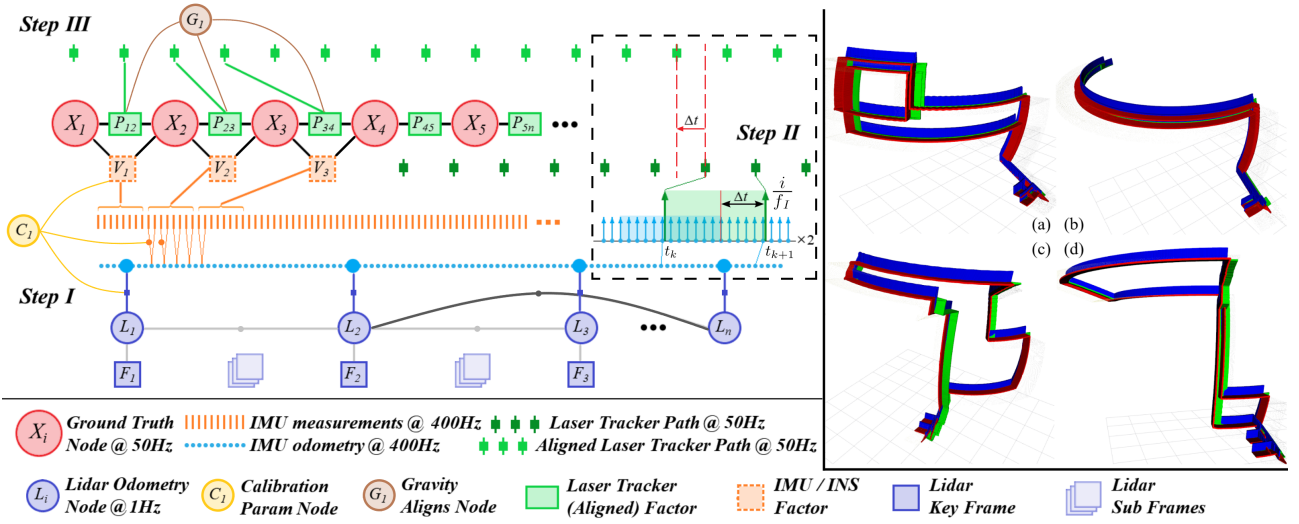 Step III
G1
X1
P12
X2
P23
X3
P34
X4
P45
X5
P5n
Step II
Δt
V1
V2
V3
Δt
i
fI
×2
tk
tk+1
C1
Step I
L1
L2
L3
Ln
F1
F2
F3
(a)
(b)
(c)
(d)
Xi
Ground Truth
Node @ 50Hz
IMU measurements @ 400Hz
IMU odometry @ 400Hz
Laser Tracker Path @ 50Hz
Aligned Laser Tracker Path @ 50Hz
Li
Lidar Odometry
Node @1Hz
C1
Calibration
Param Node
G1
Gravity
Aligns Node
Laser Tracker
(Aligned) Factor
IMU / INS
Factor
Lidar
Key Frame
Lidar
Sub Frames